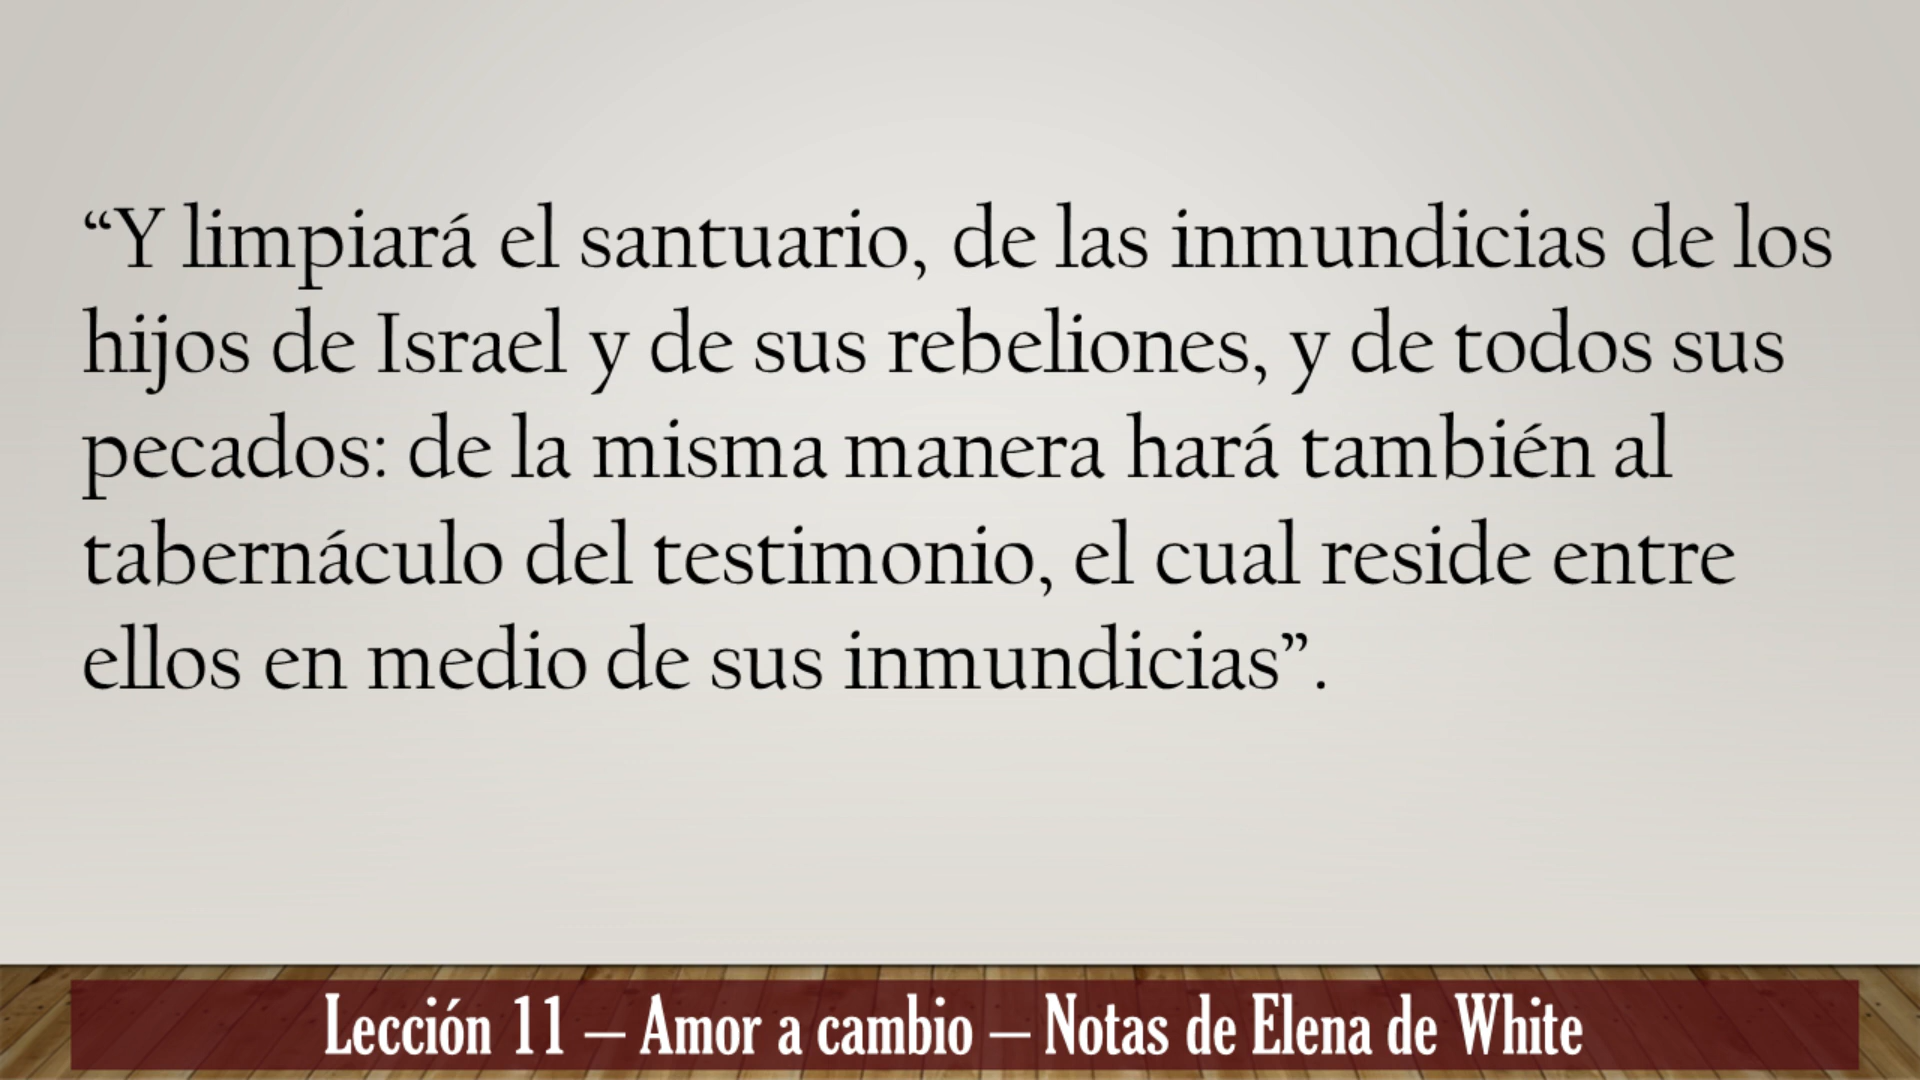 “Y limpiará el santuario, de las inmundicias de los
hijos de Israel y de sus rebeliones, y de todos sus
pecados: de la misma manera hará también al
tabernáculo del testimonio, el cual reside entre
ellos en medio de sus inmundicias”.
Lección 11 – Amor a cambio – Notas de Elena de White